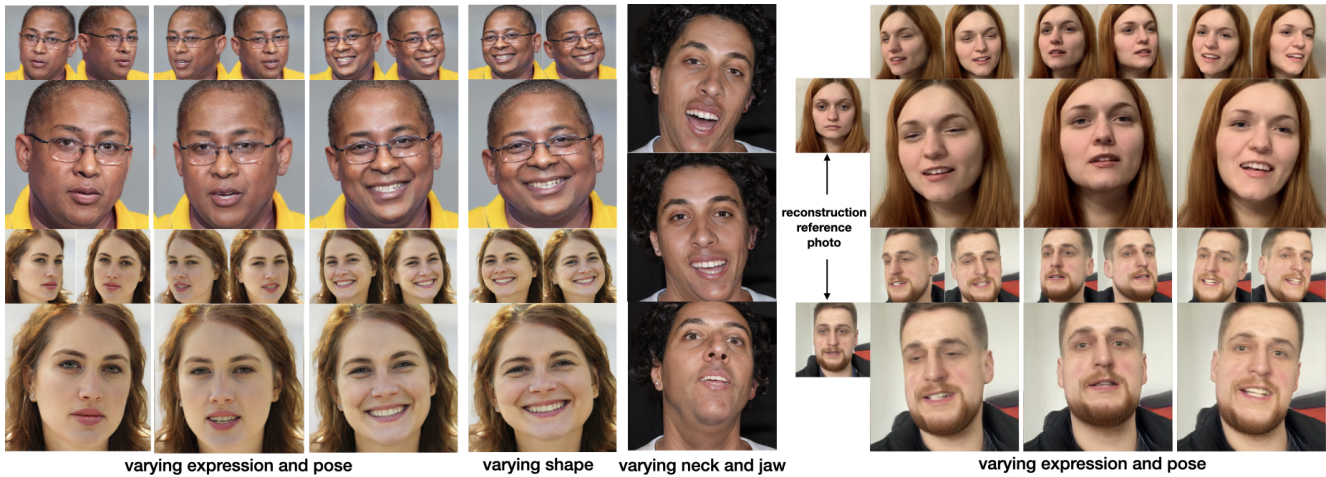 reconstruction
reference
photo
varying expression and pose
varying shape
varying neck and jaw
varying expression and pose